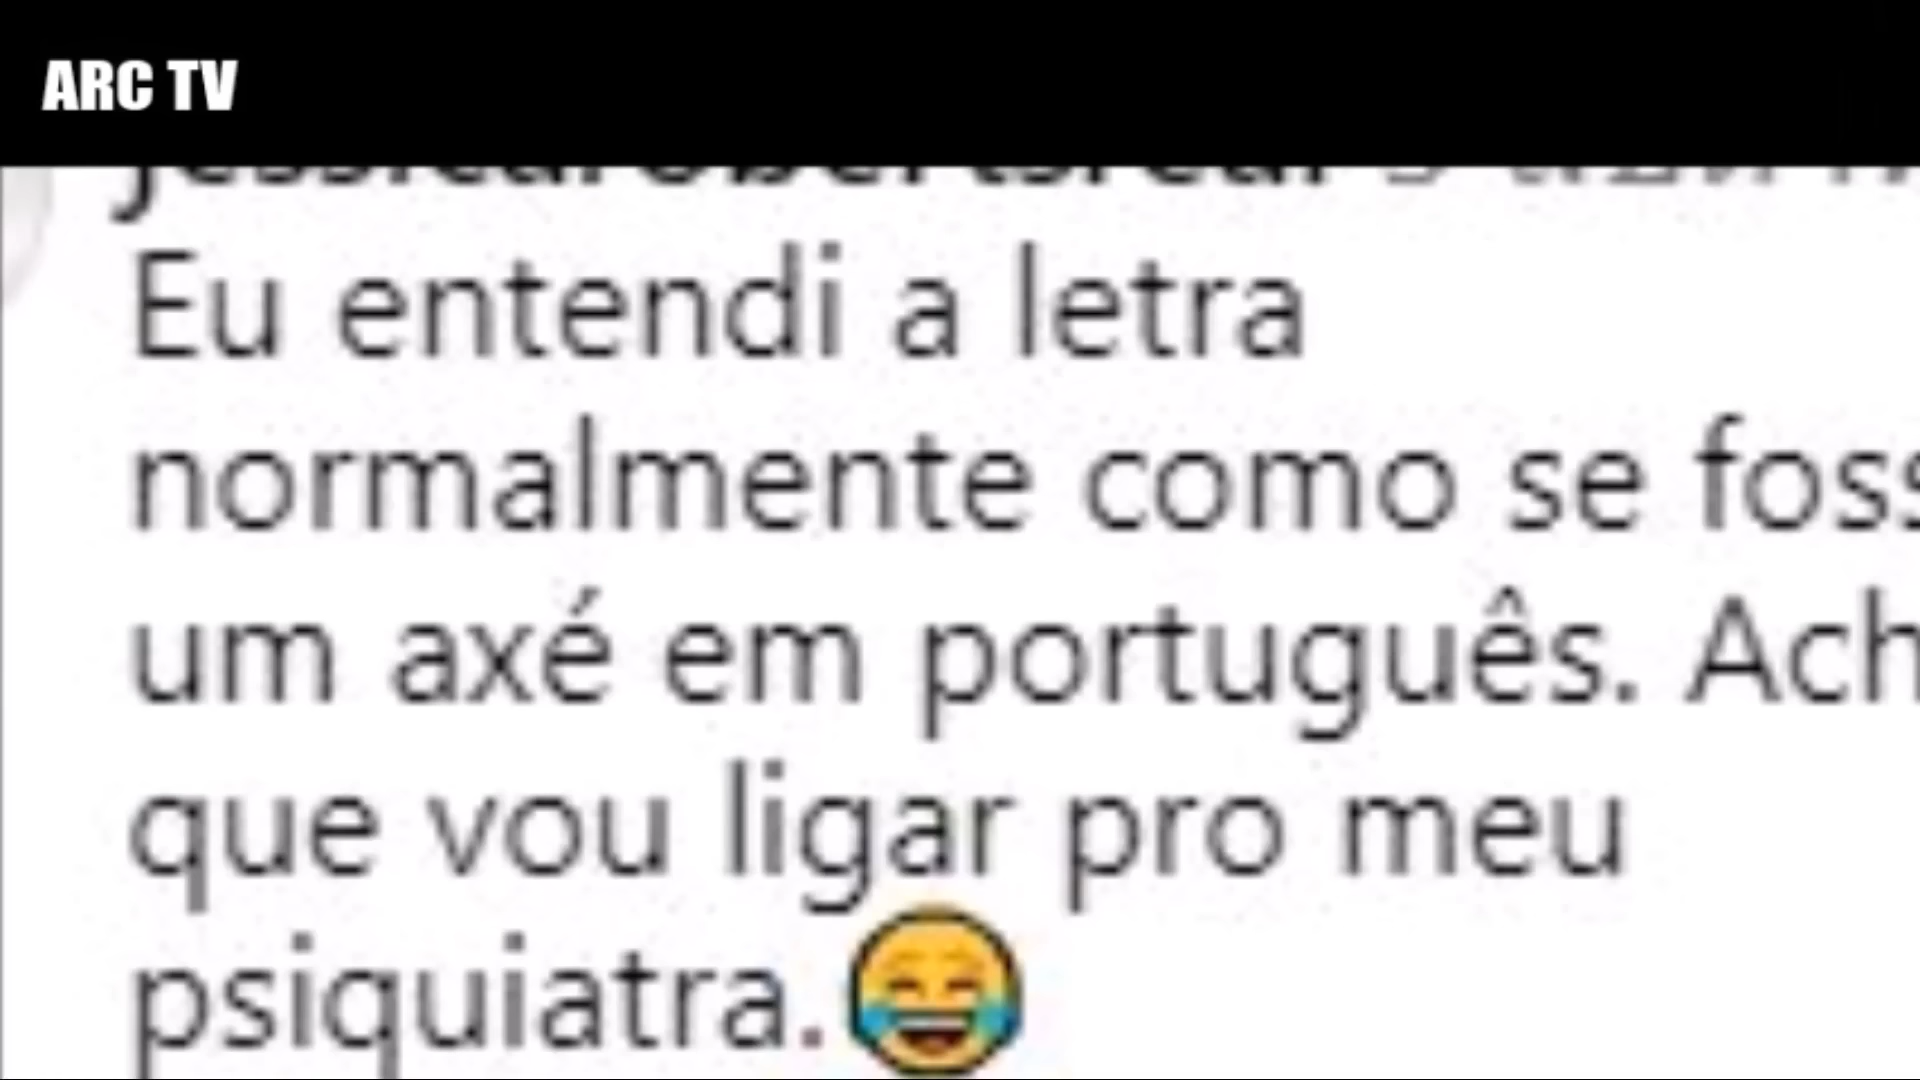 ARC TV
Eu entendi a letra
normalmente como se foss
um axé em português. Ach
que vou ligar pro meu
psiquiatra.😂